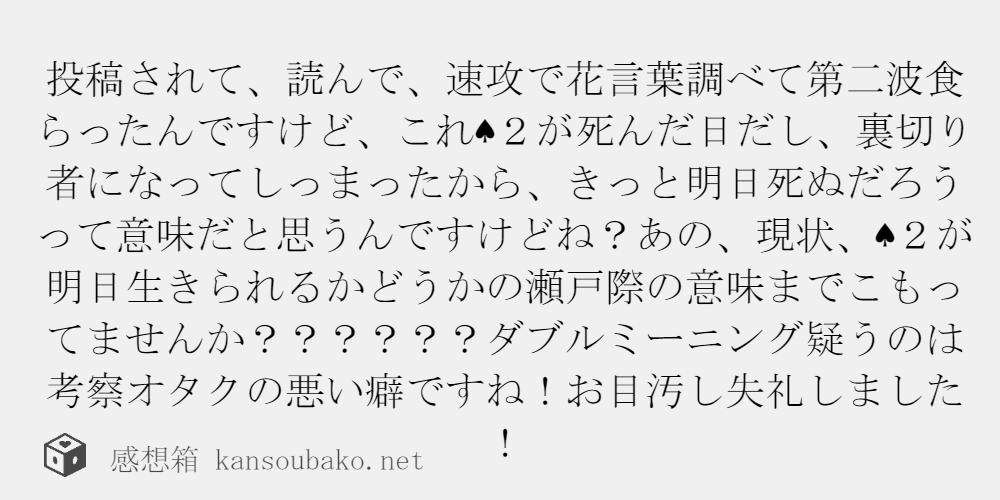 投稿されて、読んで、速攻で花言葉調べて第二波食
らったんですけど、これ♠２が死んだ日だし、裏切り
者になってしまったから、きっと明日死ぬだろう
って意味だと思うんですけどね？あの、現状、♠２が
明日生きられるかどうかの瀬戸際の意味までこもっ
てませんか？？？？？？ダブルミーニング疑うのは
考察オタクの悪い癖ですね！お目汚し失礼しました
！
感想箱 kansoubako.net